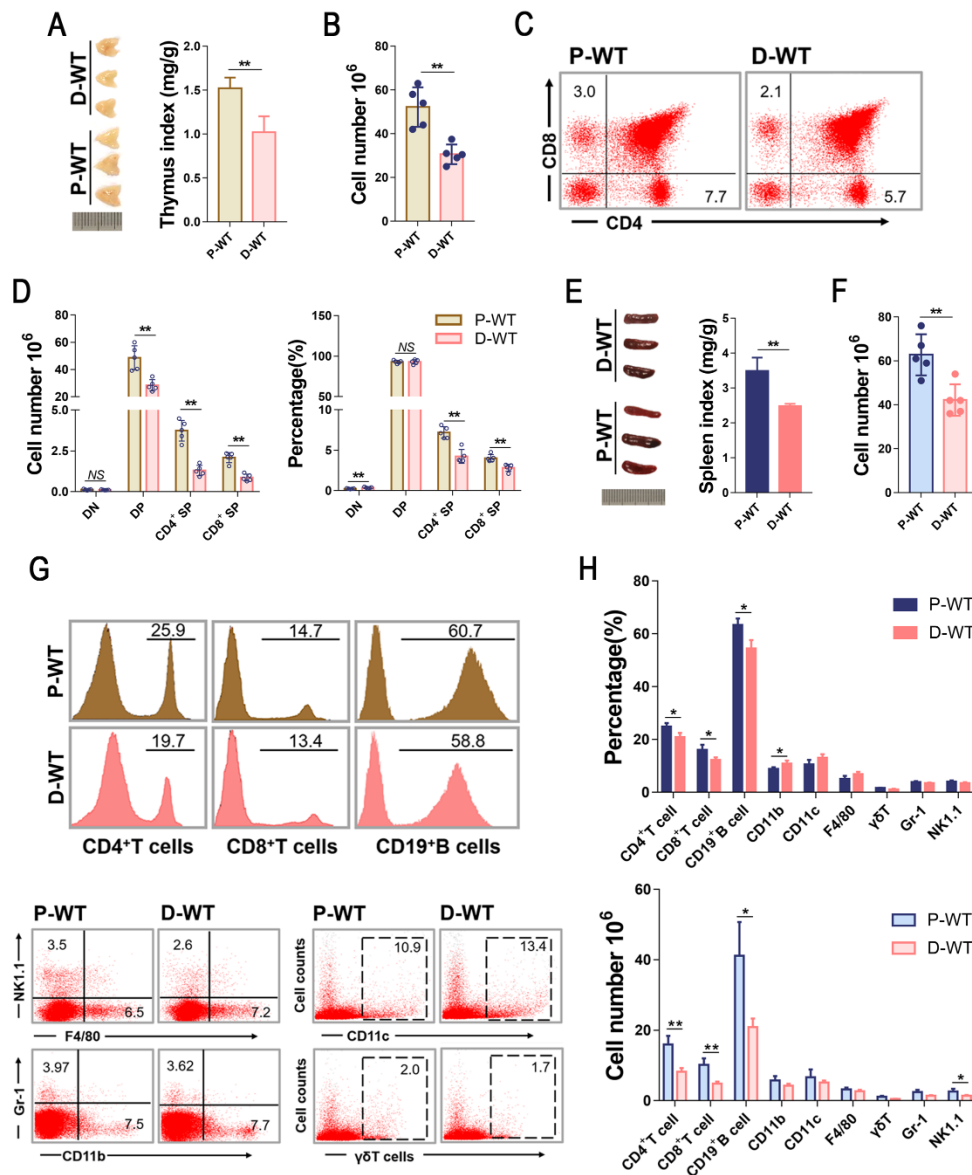 A
D-WT
P-WT
Thymus index (mg/g)
2.0
1.5
1.0
0.5
0.0
**
P-WT
D-WT
B
Cell number 10⁶
80
60
40
20
0
**
P-WT
D-WT
C
P-WT
D-WT
3.0
7.7
2.1
5.7
CD8
CD4
D
Cell number 10⁶
80
60
40
20
5.0
2.5
0.0
NS
**
**
**
DN
DP
CD4⁺ SP
CD8⁺ SP
Percentage(%)
150
100
50
10
5
0
**
NS
**
**
DN
DP
CD4⁺ SP
CD8⁺ SP
P-WT
D-WT
E
D-WT
P-WT
Spleen index (mg/g)
5
4
3
2
1
0
**
P-WT
D-WT
F
Cell number 10⁶
80
60
40
20
0
**
P-WT
D-WT
G
P-WT
25.9
14.7
60.7
D-WT
19.7
13.4
58.8
CD4⁺T cells
CD8⁺T cells
CD19⁺B cells
P-WT
D-WT
NK1.1
3.5
6.5
2.6
7.2
F4/80
Gr-1
3.97
7.5
3.62
7.7
CD11b
P-WT
D-WT
Cell counts
10.9
13.4
CD11c
Cell counts
2.0
1.7
γδT cells
H
Percentage(%)
80
60
40
20
0
P-WT
D-WT
*
*
*
*
CD4⁺T cell
CD8⁺T cell
CD19⁺B cell
CD11b
CD11c
F4/80
γδT
Gr-1
NK1.1
Cell number 10⁶
60
40
20
0
P-WT
D-WT
**
**
*
*
CD4⁺T cell
CD8⁺T cell
CD19⁺B cell
CD11b
CD11c
F4/80
γδT
Gr-1
NK1.1